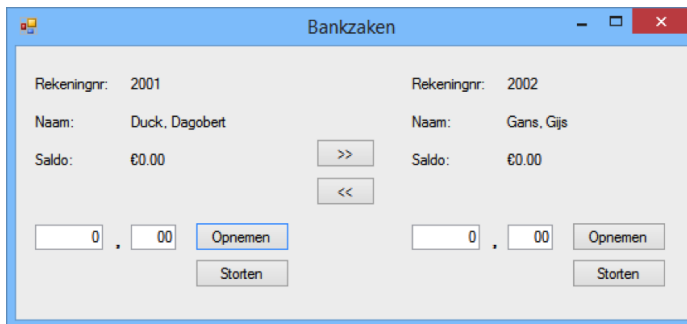 Bankzaken
Rekeningnr: 2001
Naam: Duck, Dagobert
Saldo: €0.00
0 , 00 Opnemen
Storten
>>
<<
Rekeningnr: 2002
Naam: Gans, Gijs
Saldo: €0.00
0 , 00 Opnemen
Storten